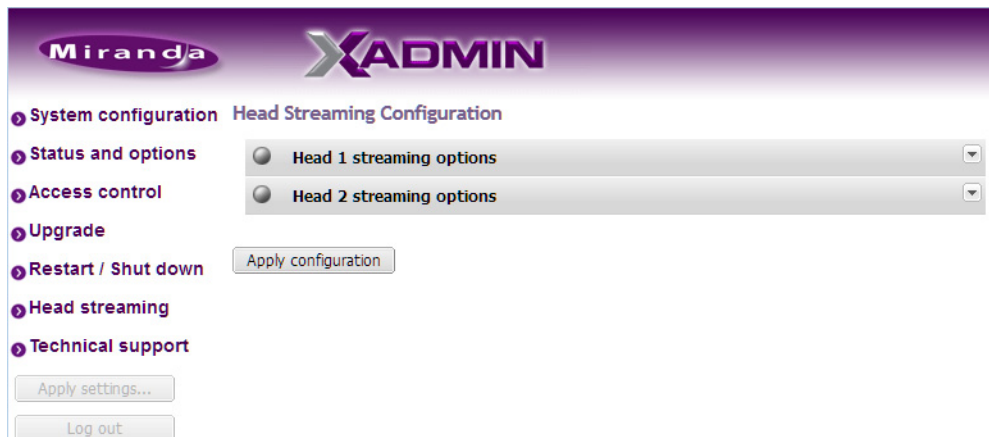 Miranda
XADMIN
System configuration
Status and options
Access control
Upgrade
Restart / Shut down
Head streaming
Technical support
Apply settings...
Log out
Head Streaming Configuration
Head 1 streaming options
Head 2 streaming options
Apply configuration